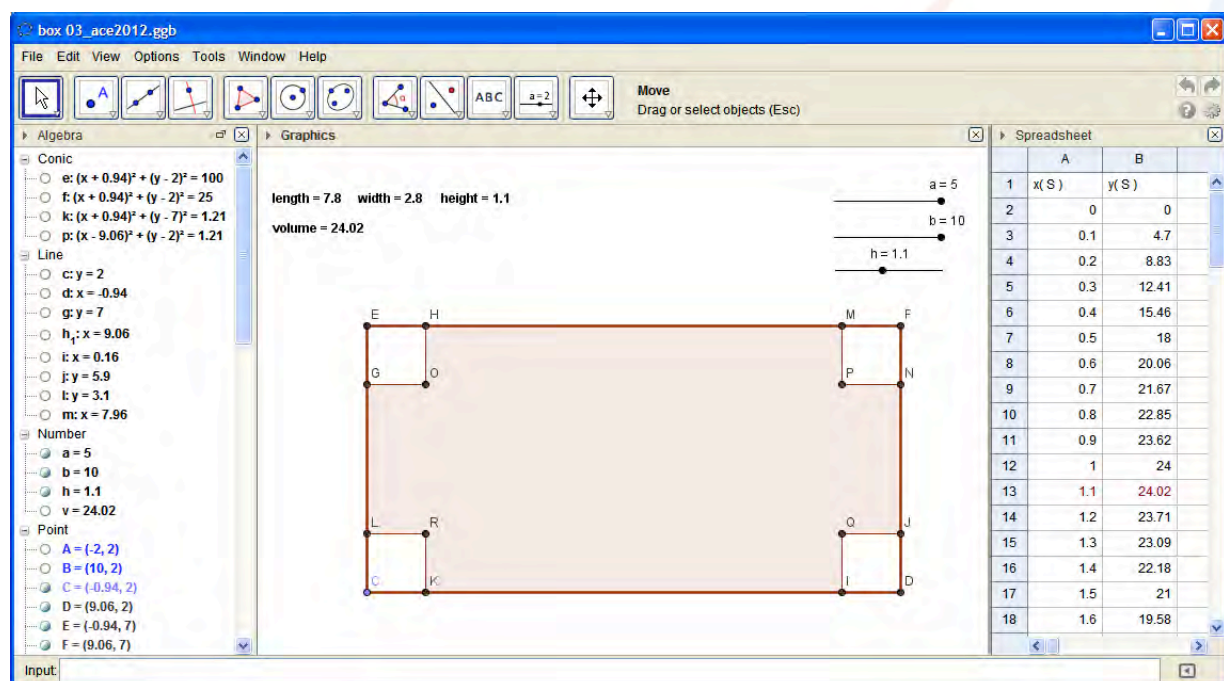 box 03_ace2012.ggb
File Edit View Options Tools Window Help
A
ABC
a=2
Move
Drag or select objects (Esc)
Algebra
Conic
e: (x + 0.94)² + (y - 2)² = 100
f: (x + 0.94)² + (y - 2)² = 25
k: (x + 0.94)² + (y - 7)² = 1.21
p: (x - 9.06)² + (y - 2)² = 1.21
Line
c: y = 2
d: x = -0.94
g: y = 7
h₁: x = 9.06
i: x = 0.16
j: y = 5.9
l: y = 3.1
m: x = 7.96
Number
a = 5
b = 10
h = 1.1
v = 24.02
Point
A = (-2, 2)
B = (10, 2)
C = (-0.94, 2)
D = (9.06, 2)
E = (-0.94, 7)
F = (9.06, 7)
Graphics
length = 7.8 width = 2.8 height = 1.1
volume = 24.02
a = 5
b = 10
h = 1.1
E H M F
G O P N
L R Q J
C K I D
Spreadsheet
A B
1 x( S ) y( S )
2 0 0
3 0.1 4.7
4 0.2 8.83
5 0.3 12.41
6 0.4 15.46
7 0.5 18
8 0.6 20.06
9 0.7 21.67
10 0.8 22.85
11 0.9 23.62
12 1 24
13 1.1 24.02
14 1.2 23.71
15 1.3 23.09
16 1.4 22.18
17 1.5 21
18 1.6 19.58
Input: